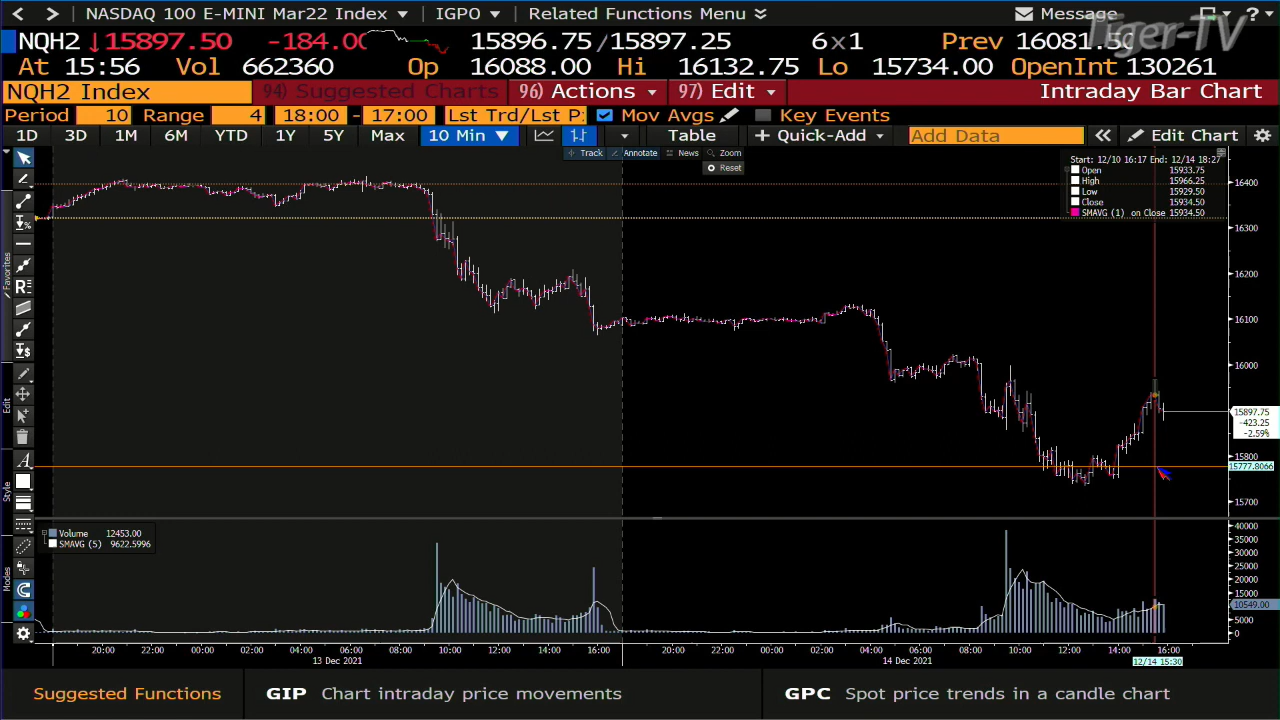 NASDAQ 100 E-MINI Mar22 Index IGPO Related Functions Menu Message ?
Tiger-TV
NQH2 ↓15897.50 -184.00 15896.75/15897.25 6x1 Prev 16081.50
At 15:56 Vol 662360 Op 16088.00 Hi 16132.75 Lo 15734.00 OpenInt 130261
NQH2 Index 94) Suggested Charts 96) Actions 97) Edit Intraday Bar Chart
Period 10 Range 4 18:00 - 17:00 Lst Trd/Lst P: Mov Avgs Key Events
1D 3D 1M 6M YTD 1Y 5Y Max 10 Min Table + Quick-Add Add Data « Edit Chart
Track Annotate News Zoom
Reset
Start: 12/10 16:17 End: 12/14 18:27
Open 15933.75
High 15966.25
Low 15929.50
Close 15934.50
SMAVG (1) on Close 15934.50
16400
16300
16200
16100
16000
15897.75
-423.25
-2.59%
15800
15777.8066
15700
Favorites
Edit
Style
Modes
Volume 12453.00
SMAVG (5) 9622.5996
40000
35000
30000
25000
20000
15000
10549.00
5000
0
20:00 22:00 00:00 02:00 04:00 06:00 08:00 10:00 12:00 14:00 16:00 20:00 22:00 00:00 02:00 04:00 06:00 08:00 10:00 12:00 14:00 16:00
13 Dec 2021 14 Dec 2021 12/14 15:30
Suggested Functions GIP Chart intraday price movements GPC Spot price trends in a candle chart